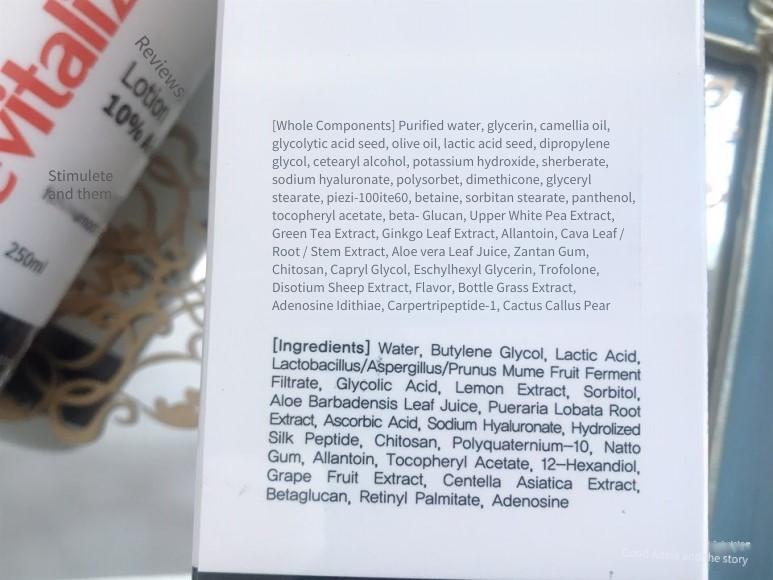 evitaliz
Reviews
Lotion
10% A
Stimulete
and them
250ml
[Whole Components] Purified water, glycerin, camellia oil,
glycolytic acid seed, olive oil, lactic acid seed, dipropylene
glycol, cetearyl alcohol, potassium hydroxide, sherberate,
sodium hyaluronate, polysorbet, dimethicone, glyceryl
stearate, piezi-100ite60, betaine, sorbitan stearate, panthenol,
tocopheryl acetate, beta- Glucan, Upper White Pea Extract,
Green Tea Extract, Ginkgo Leaf Extract, Allantoin, Cava Leaf /
Root / Stem Extract, Aloe vera Leaf Juice, Zantan Gum,
Chitosan, Capryl Glycol, Eschylhexyl Glycerin, Trofolone,
Disotium Sheep Extract, Flavor, Bottle Grass Extract,
Adenosine Idithiae, Carpertripeptide-1, Cactus Callus Pear
[Ingredients] Water, Butylene Glycol, Lactic Acid,
Lactobacillus/Aspergillus/Prunus Mume Fruit Ferment
Filtrate, Glycolic Acid, Lemon Extract, Sorbitol,
Aloe Barbadensis Leaf Juice, Pueraria Lobata Root
Extract, Ascorbic Acid, Sodium Hyaluronate, Hydrolized
Silk Peptide, Chitosan, Polyquaternium-10, Natto
Gum, Allantoin, Tocopheryl Acetate, 12-Hexandiol,
Grape Fruit Extract, Centella Asiatica Extract,
Betaglucan, Retinyl Palmitate, Adenosine
the story